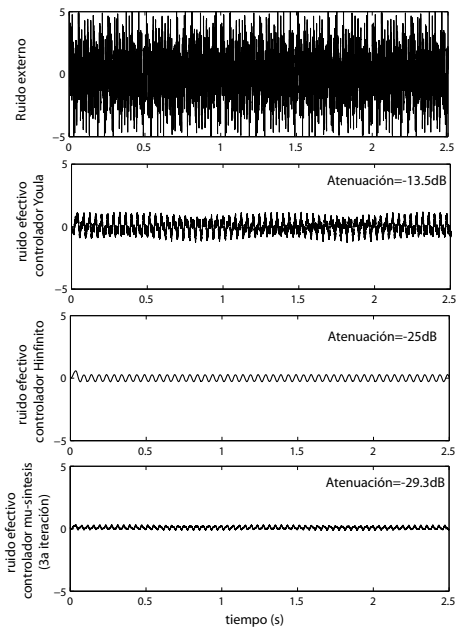 Ruido externo
5
0
−5
0 0.5 1 1.5 2 2.5
ruido efectivo
controlador Youla
Atenuación=-13.5dB
5
0
−5
0 0.5 1 1.5 2 2.5
ruido efectivo
controlador Hinfinito
Atenuación=-25dB
5
0
−5
0 0.5 1 1.5 2 2.5
ruido efectivo
controlador mu-sintesis
(3a iteración)
Atenuación=-29.3dB
5
0
−5
0 0.5 1 1.5 2 2.5
tiempo (s)